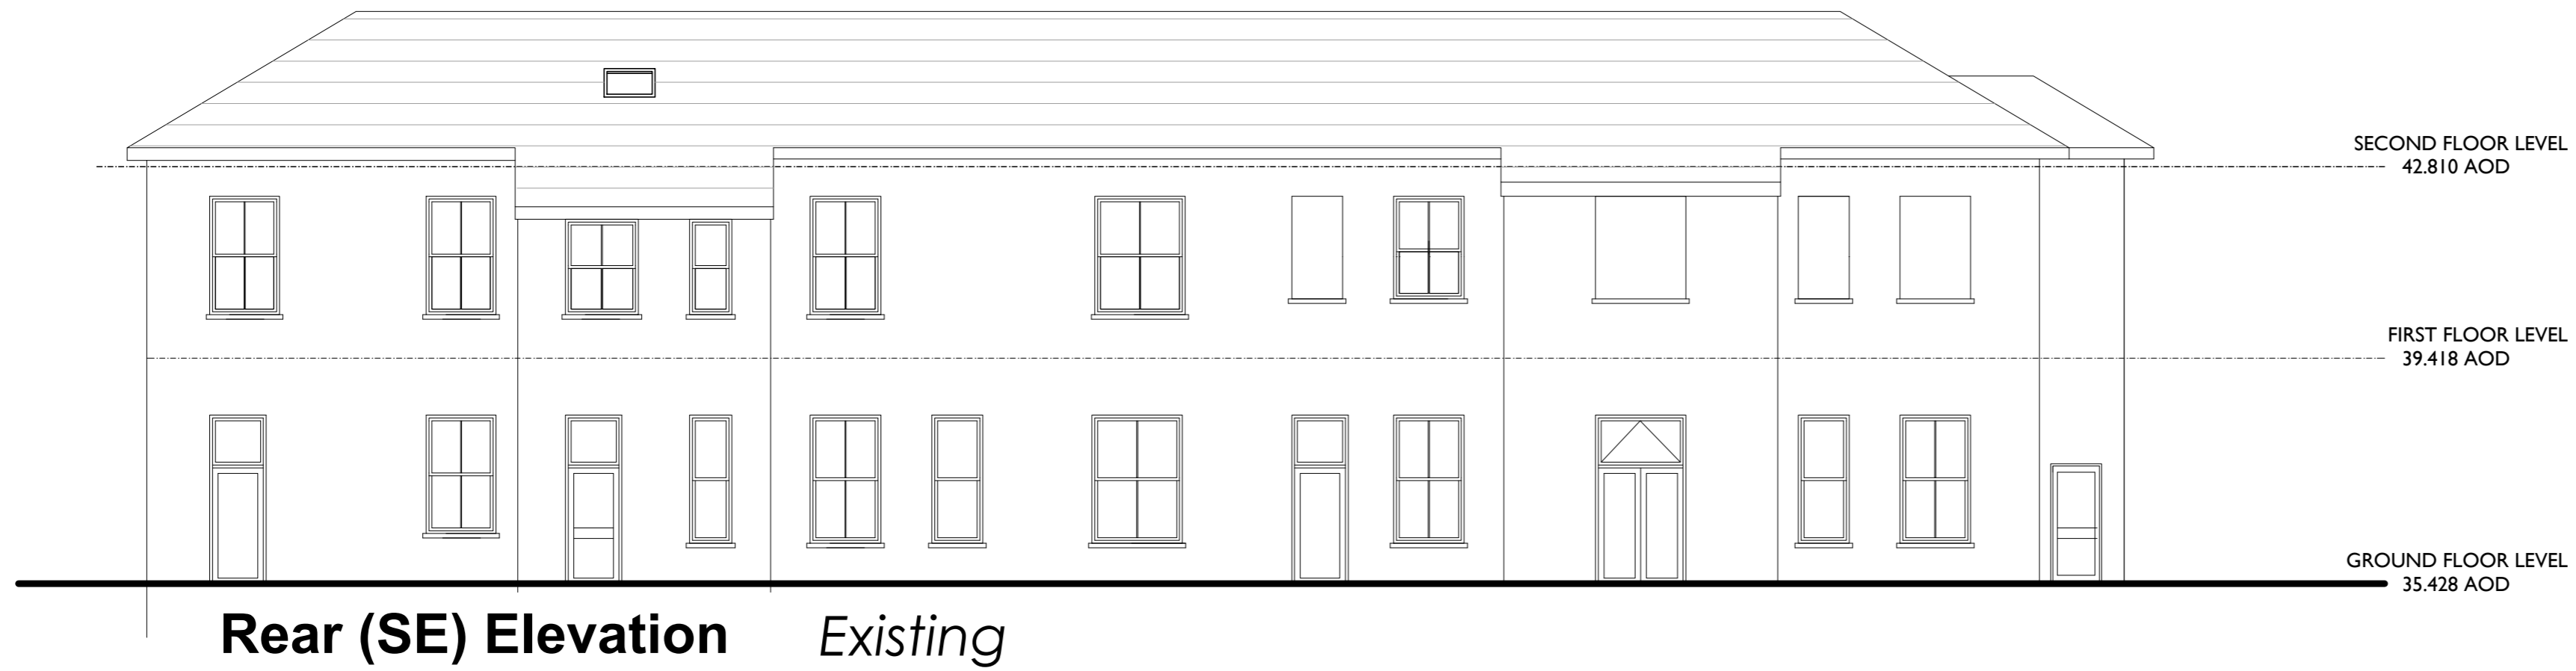 SECOND FLOOR LEVEL
42.810 AOD
FIRST FLOOR LEVEL
39.418 AOD
GROUND FLOOR LEVEL
35.428 AOD
Rear (SE) Elevation Existing